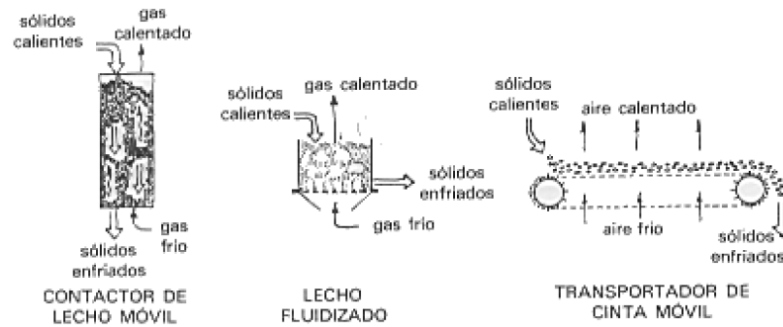 sólidos
calientes
gas
calentado
gas
frío
sólidos
enfriados
CONTACTOR DE
LECHO MÓVIL
gas calentado
sólidos
calientes
sólidos
enfriados
gas frío
LECHO
FLUIDIZADO
sólidos
calientes
aire calentado
aire frío
sólidos
enfriados
TRANSPORTADOR DE
CINTA MÓVIL